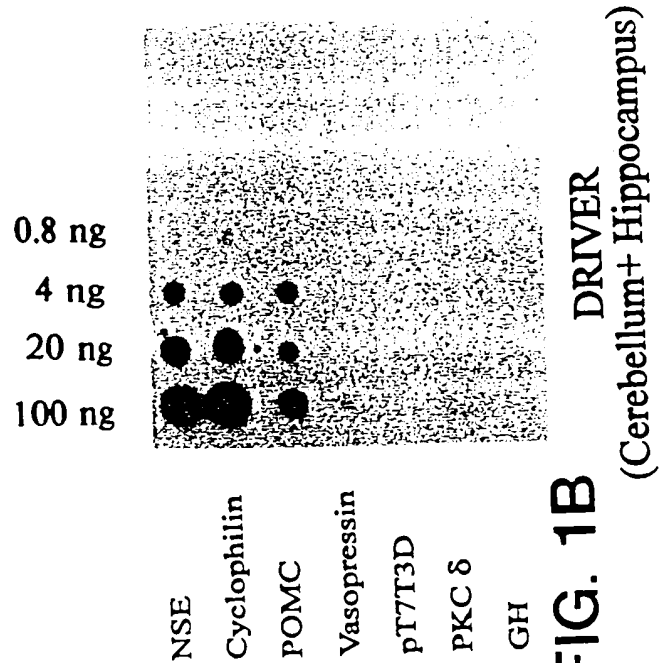 0.8 ng
4 ng
20 ng
100 ng
NSE
Cyclophilin
POMC
Vasopressin
pT7T3D
PKC δ
GH
DRIVER
(Cerebellum+ Hippocampus)
FIG. 1B